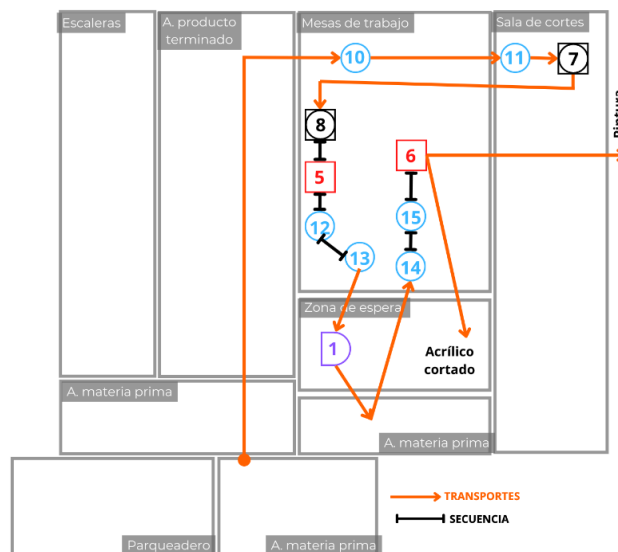 Escaleras
A. producto
terminado
Mesas de trabajo
Sala de cortes
10
11
7
8
6
Pintura
5
12
15
13
14
Zona de espera
1
Acrílico
cortado
A. materia prima
A. materia prima
Parqueadero
A. materia prima
TRANSPORTES
SECUENCIA